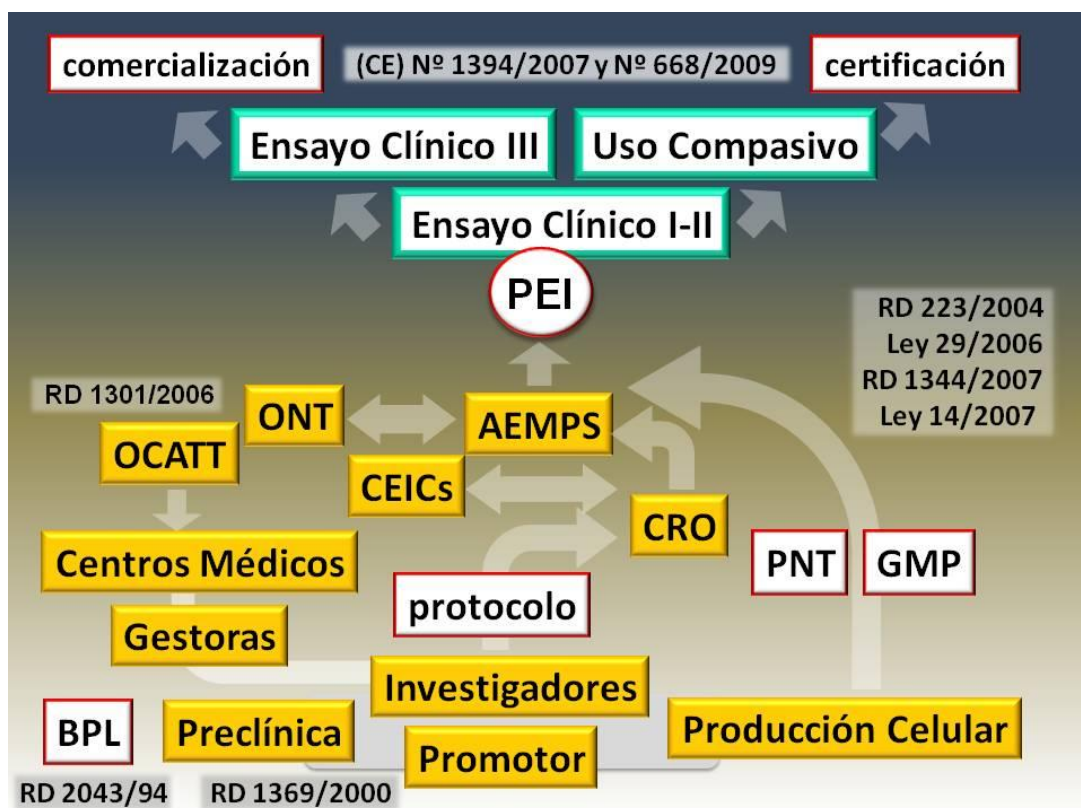 comercialización
(CE) Nº 1394/2007 y Nº 668/2009
certificación
Ensayo Clínico III
Uso Compasivo
Ensayo Clínico I-II
PEI
RD 223/2004
Ley 29/2006
RD 1344/2007
Ley 14/2007
RD 1301/2006
ONT
AEMPS
OCATT
CEICs
CRO
Centros Médicos
PNT
GMP
protocolo
Gestoras
Investigadores
BPL
Preclínica
Promotor
Producción Celular
RD 2043/94
RD 1369/2000